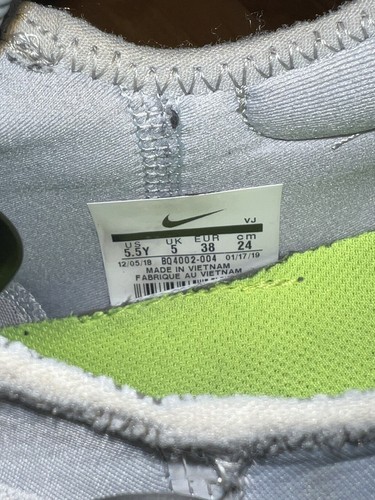 VJ
US UK EUR cm
5.5Y 5 38 24
12/05/18 BQ4002-004 01/17/19
MADE IN VIETNAM
FABRIQUE AU VIETNAM